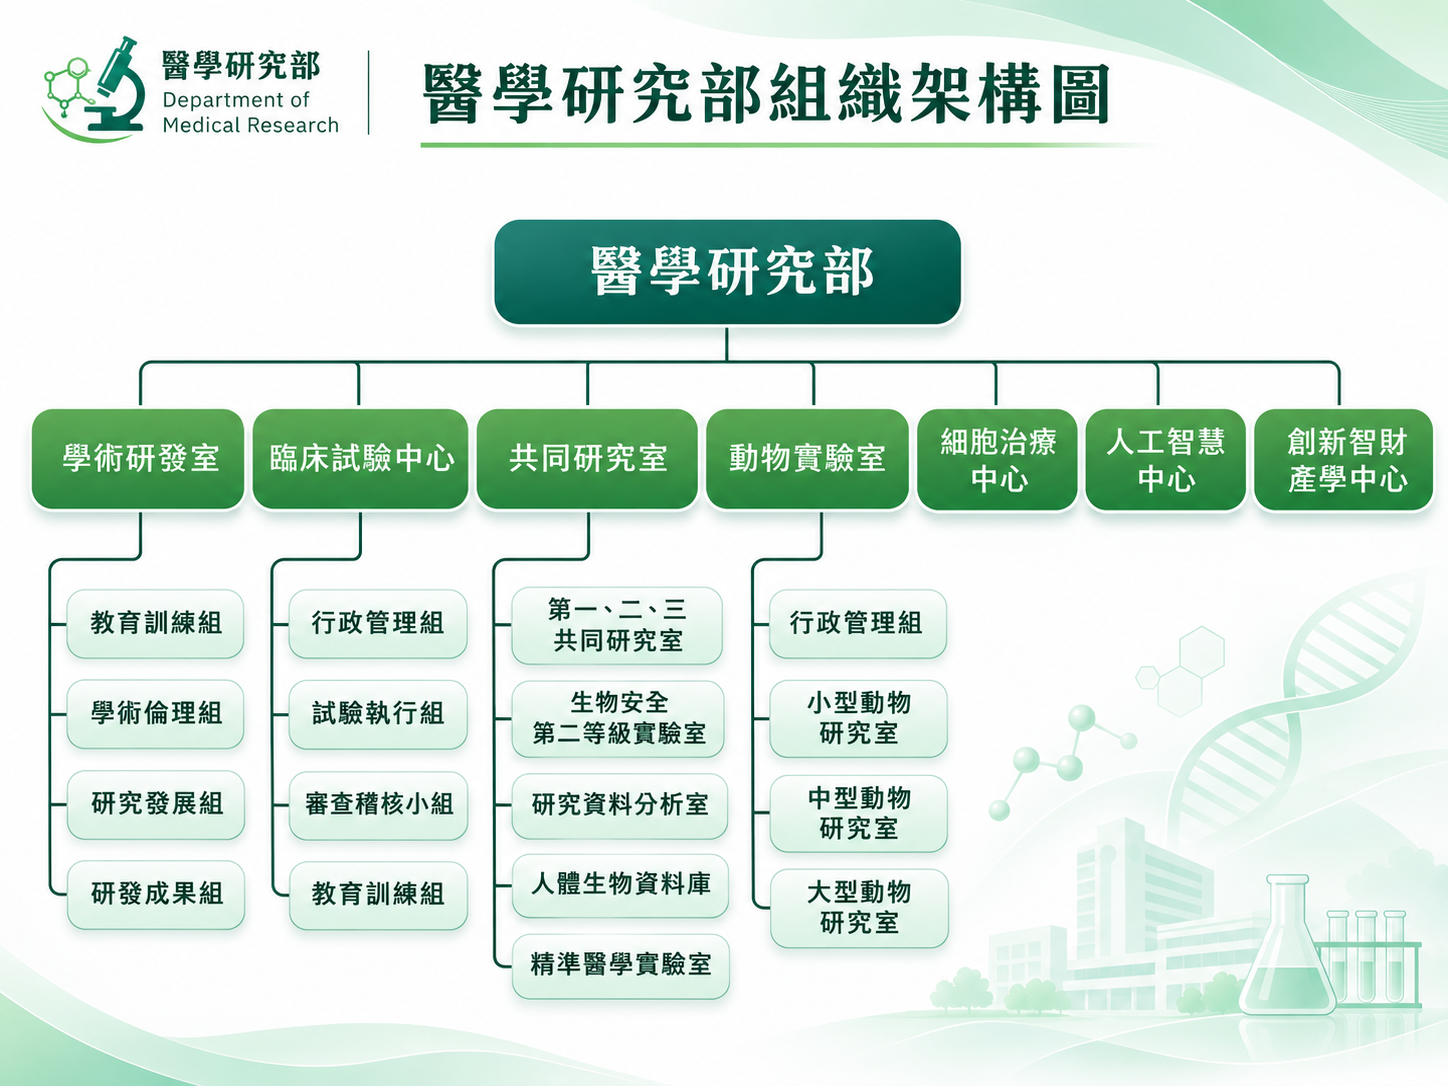 醫學研究部
Department of
Medical Research
醫學研究部組織架構圖
醫學研究部
學術研發室
臨床試驗中心
共同研究室
動物實驗室
細胞治療
中心
人工智慧
中心
創新智財
產學中心
教育訓練組
學術倫理組
研究發展組
研發成果組
行政管理組
試驗執行組
審查稽核小組
教育訓練組
第一、二、三
共同研究室
生物安全
第二等級實驗室
研究資料分析室
人體生物資料庫
精準醫學實驗室
行政管理組
小型動物
研究室
中型動物
研究室
大型動物
研究室